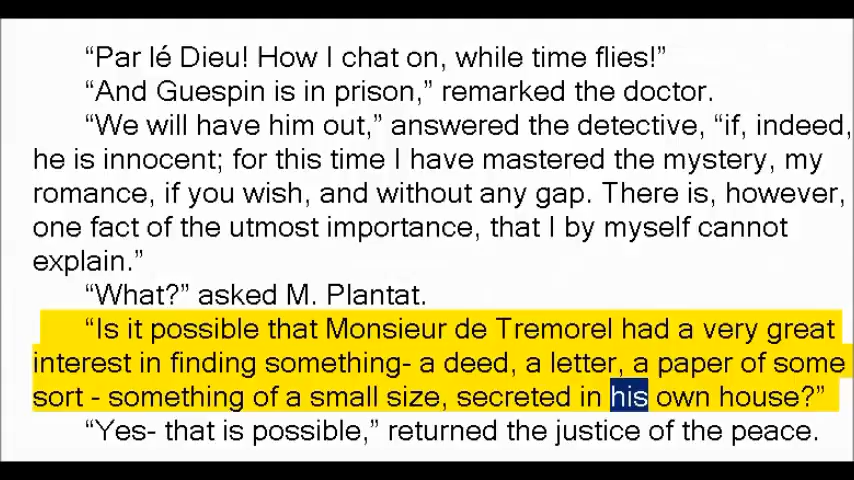 “Par lé Dieu! How I chat on, while time flies!”
“And Guespin is in prison,” remarked the doctor.
“We will have him out,” answered the detective, “if, indeed,
he is innocent; for this time I have mastered the mystery, my
romance, if you wish, and without any gap. There is, however,
one fact of the utmost importance, that I by myself cannot
explain.”
“What?” asked M. Plantat.
“Is it possible that Monsieur de Tremorel had a very great
interest in finding something- a deed, a letter, a paper of some
sort - something of a small size, secreted in his own house?”
“Yes- that is possible,” returned the justice of the peace.